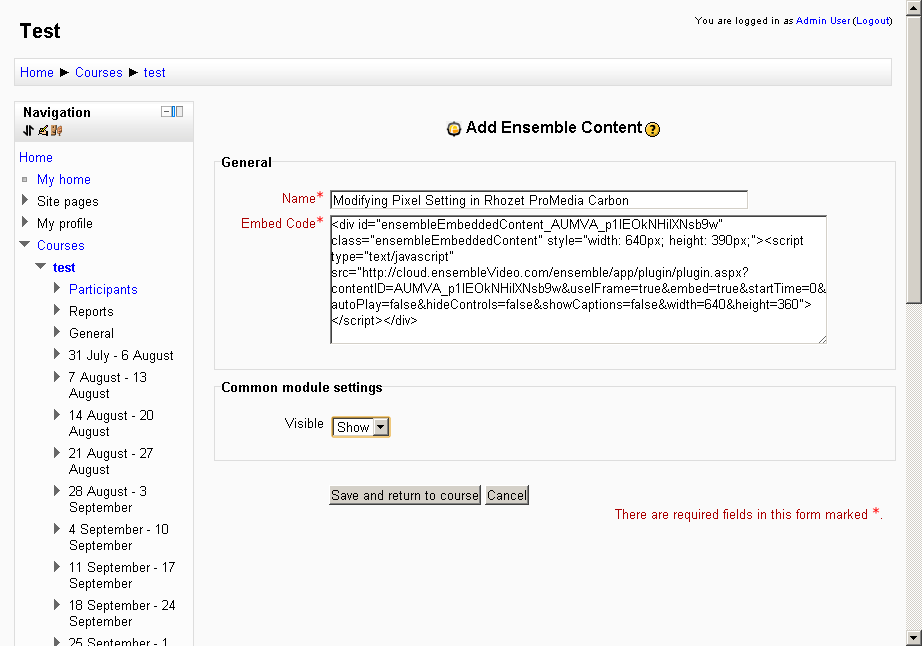 Test
You are logged in as Admin User (Logout)
Home ► Courses ► test
Navigation
Home
My home
Site pages
My profile
Courses
test
Participants
Reports
General
31 July - 6 August
7 August - 13
August
14 August - 20
August
21 August - 27
August
28 August - 3
September
4 September - 10
September
11 September - 17
September
18 September - 24
September
25 September - 1
Add Ensemble Content
General
Name* Modifying Pixel Setting in Rhozet ProMedia Carbon
Embed Code* <div id="ensembleEmbeddedContent_AUMVA_p1IEOkNHiIXNsb9w"
class="ensembleEmbeddedContent" style="width: 640px; height: 390px;"><script
type="text/javascript"
src="http://cloud.ensembleVideo.com/ensemble/app/plugin/plugin.aspx?
contentID=AUMVA_p1IEOkNHiIXNsb9w&useIFrame=true&embed=true&startTime=0&
autoPlay=false&hideControls=false&showCaptions=false&width=640&height=360">
</script></div>
Common module settings
Visible Show
Save and return to course Cancel
There are required fields in this form marked *.